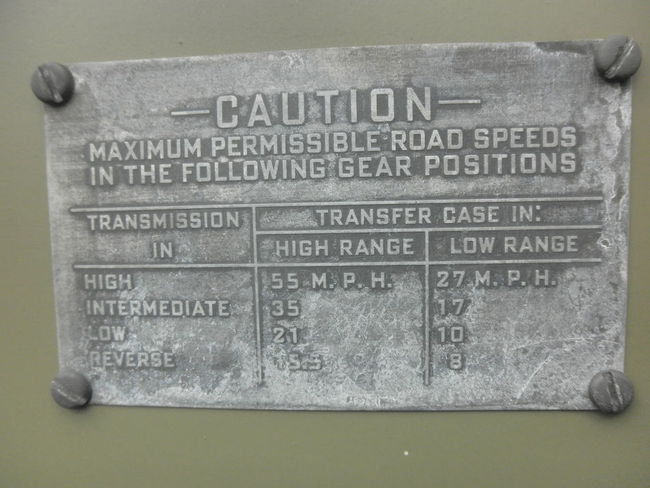 CAUTION
MAXIMUM PERMISSIBLE ROAD SPEEDS
IN THE FOLLOWING GEAR POSITIONS
TRANSMISSION IN
TRANSFER CASE IN:
HIGH RANGE LOW RANGE
HIGH 55 M. P. H. 27 M. P. H.
INTERMEDIATE 35 17
LOW 21 10
REVERSE 8